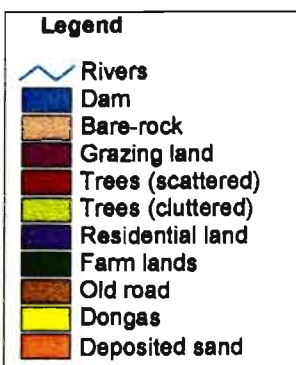 Legend
Rivers
Dam
Bare-rock
Grazing land
Trees (scattered)
Trees (cluttered)
Residential land
Farm lands
Old road
Dongas
Deposited sand